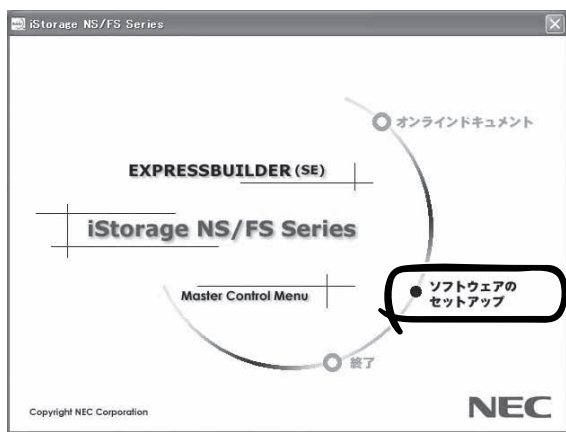 iStorage NS/FS Series
オンラインドキュメント
EXPRESSBUILDER (SE)
iStorage NS/FS Series
Master Control Menu
ソフトウェアの
セットアップ
終了
Copyright NEC Corporation
NEC